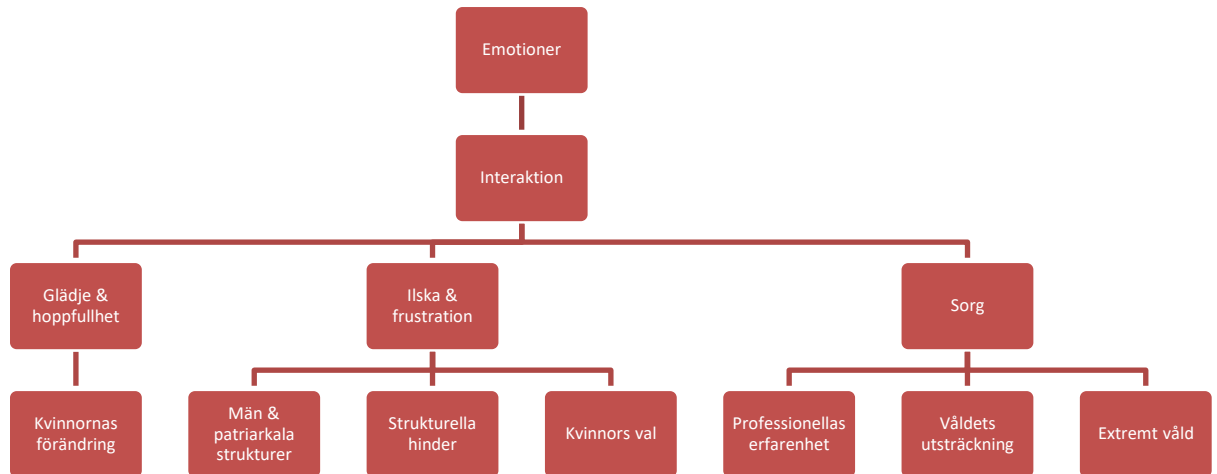 Emotioner
Interaktion
Glädje &
hoppfullhet
Ilska &
frustration
Sorg
Kvinnornas
förändring
Män &
patriarkala
strukturer
Strukturella
hinder
Kvinnors val
Professionellas
erfarenhet
Våldets
utsträckning
Extremt våld